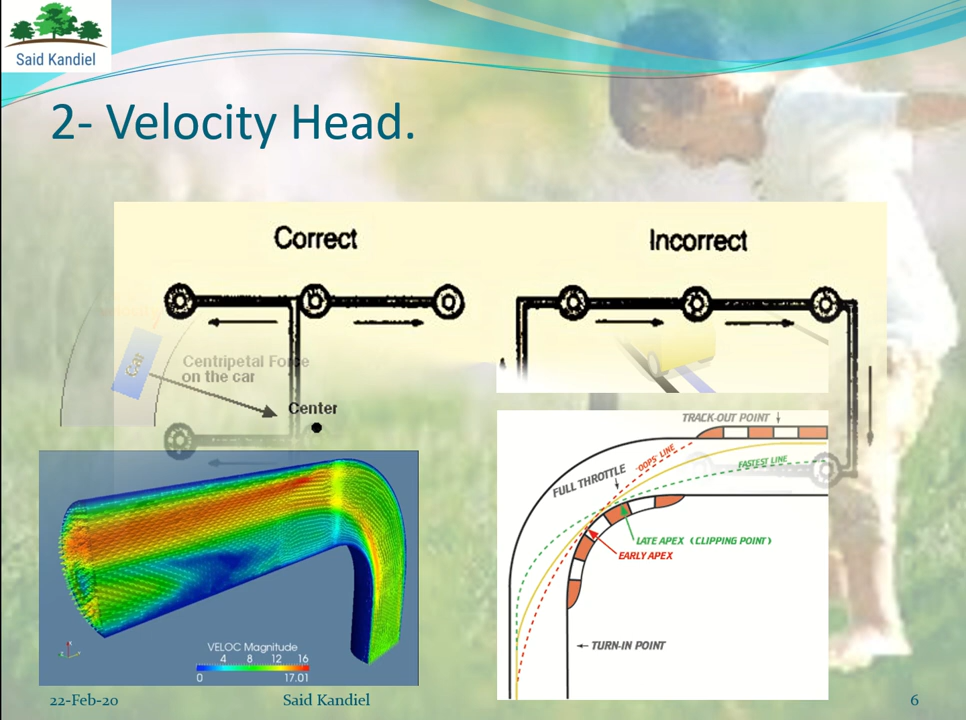 Said Kandiel
2- Velocity Head.
Correct
Incorrect
Car
Centripetal Force
on the car
Center
TRACK-OUT POINT
"OOPS" LINE
FULL THROTTLE
FASTEST LINE
LATE APEX (CLIPPING POINT)
EARLY APEX
TURN-IN POINT
VELOC Magnitude
4 8 12 16
0 17.01
22-Feb-20
Said Kandiel
6